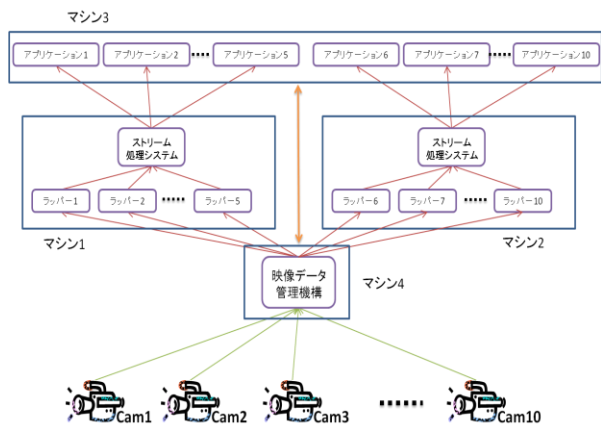 マシン3
アプリケーション1 アプリケーション2 ····· アプリケーション5 アプリケーション6 アプリケーション7 ····· アプリケーション10
ストリーム
処理システム
ストリーム
処理システム
ラッパー1 ラッパー2 ····· ラッパー5 ラッパー6 ラッパー7 ····· ラッパー10
マシン1
マシン2
映像データ
管理機構
マシン4
Cam1 Cam2 Cam3 ······ Cam10